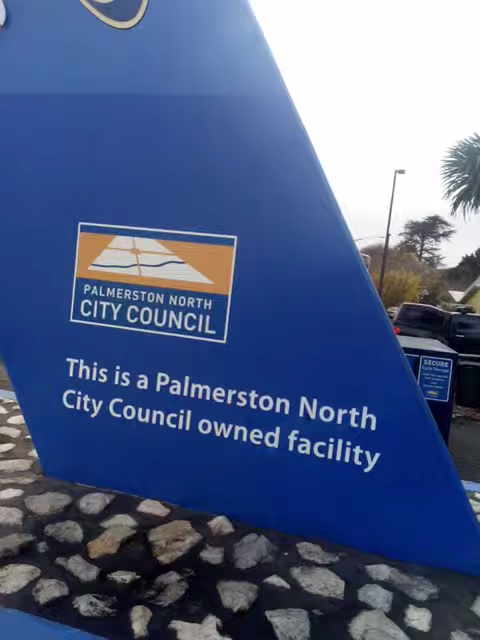 PALMERSTON NORTH
CITY COUNCIL
This is a Palmerston North
City Council owned facility
SECURE